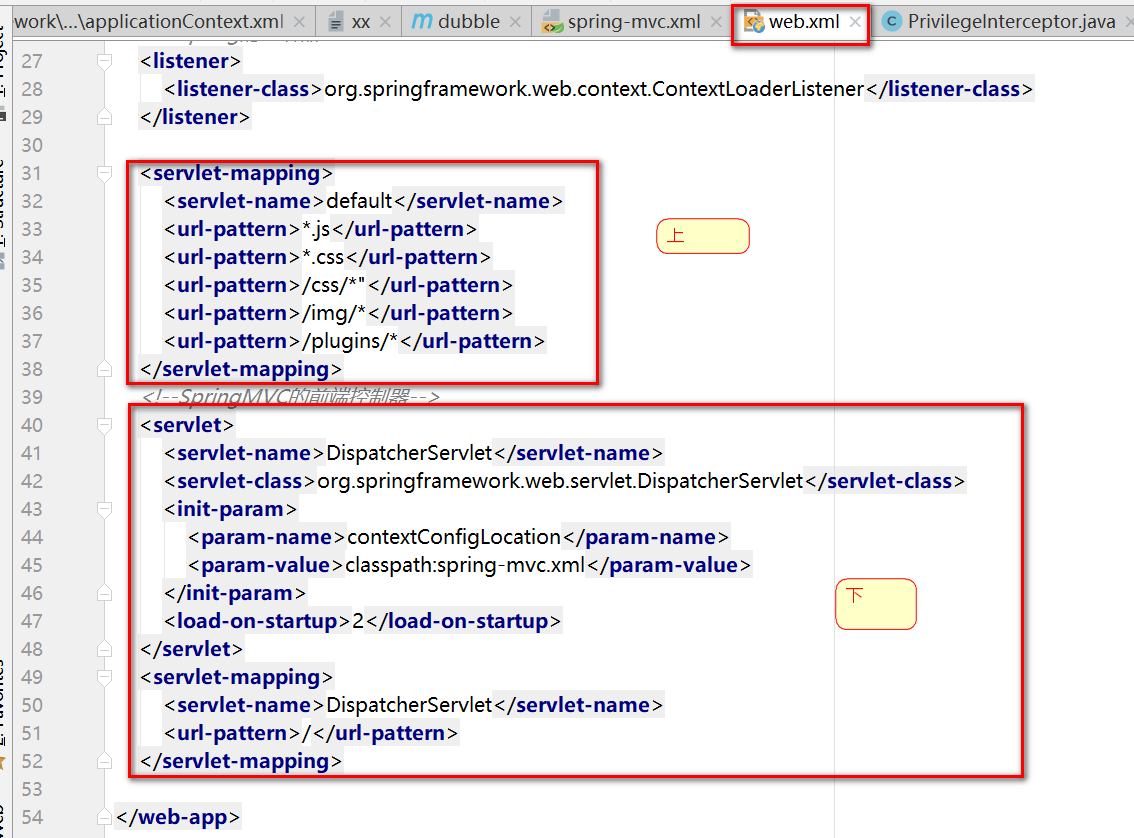 work\...\applicationContext.xml xx dubble spring-mvc.xml web.xml PrivilegeInterceptor.java
27 <listener>
28 <listener-class>org.springframework.web.context.ContextLoaderListener</listener-class>
29 </listener>
30
31 <servlet-mapping>
32 <servlet-name>default</servlet-name>
33 <url-pattern>*.js</url-pattern>
上
34 <url-pattern>*.css</url-pattern>
35 <url-pattern>/css/*"</url-pattern>
36 <url-pattern>/img/*</url-pattern>
37 <url-pattern>/plugins/*</url-pattern>
38 </servlet-mapping>
39 <!--SpringMVC的前端控制器-->
40 <servlet>
41 <servlet-name>DispatcherServlet</servlet-name>
42 <servlet-class>org.springframework.web.servlet.DispatcherServlet</servlet-class>
43 <init-param>
44 <param-name>contextConfigLocation</param-name>
45 <param-value>classpath:spring-mvc.xml</param-value>
46 </init-param>
下
47 <load-on-startup>2</load-on-startup>
48 </servlet>
49 <servlet-mapping>
50 <servlet-name>DispatcherServlet</servlet-name>
51 <url-pattern>/</url-pattern>
52 </servlet-mapping>
53
54 </web-app>